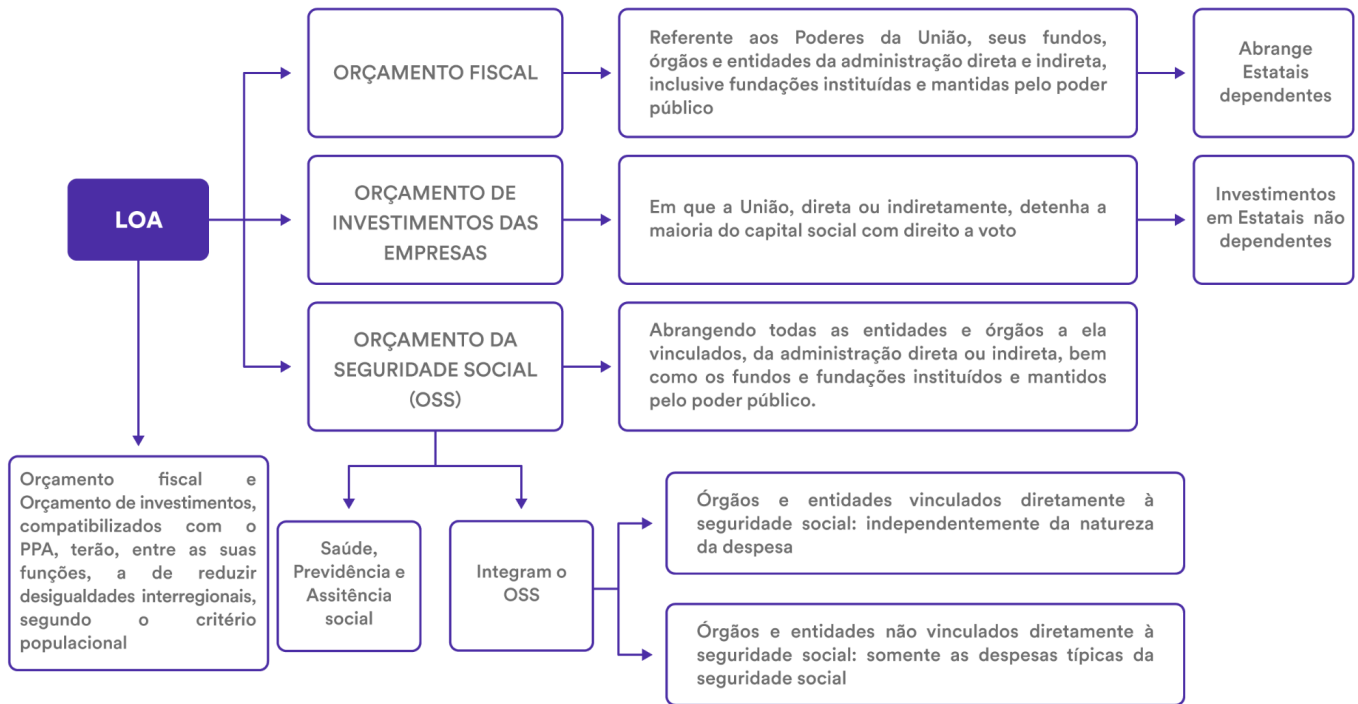 ORÇAMENTO FISCAL
Referente aos Poderes da União, seus fundos,
órgãos e entidades da administração direta e indireta,
inclusive fundações instituídas e mantidas pelo poder
público
Abrange
Estatais
dependentes
LOA
ORÇAMENTO DE
INVESTIMENTOS DAS
EMPRESAS
Em que a União, direta ou indiretamente, detenha a
maioria do capital social com direito a voto
Investimentos
em Estatais não
dependentes
ORÇAMENTO DA
SEGURIDADE SOCIAL
(OSS)
Abrangendo todas as entidades e órgãos a ela
vinculados, da administração direta ou indireta, bem
como os fundos e fundações instituídos e mantidos
pelo poder público.
Orçamento fiscal e
Orçamento de investimentos,
compatibilizados com o
PPA, terão, entre as suas
funções, a de reduzir
desigualdades interregionais,
segundo o critério
populacional
Saúde,
Previdência e
Assitência
social
Integram o
OSS
Órgãos e entidades vinculados diretamente à
seguridade social: independentemente da natureza
da despesa
Órgãos e entidades não vinculados diretamente à
seguridade social: somente as despesas típicas da
seguridade social